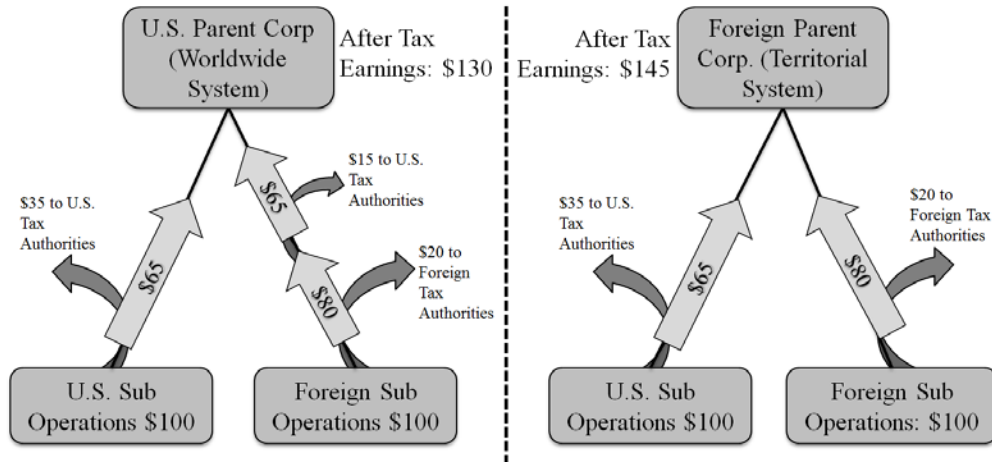 U.S. Parent Corp
(Worldwide
System)
After Tax
Earnings: $130
$35 to U.S.
Tax
Authorities
$15 to U.S.
Tax
Authorities
$20 to
Foreign
Tax
Authorities
$65
$65
$80
U.S. Sub
Operations $100
Foreign Sub
Operations $100
After Tax
Earnings: $145
Foreign Parent
Corp. (Territorial
System)
$35 to U.S.
Tax
Authorities
$20 to
Foreign Tax
Authorities
$65
$80
U.S. Sub
Operations $100
Foreign Sub
Operations: $100